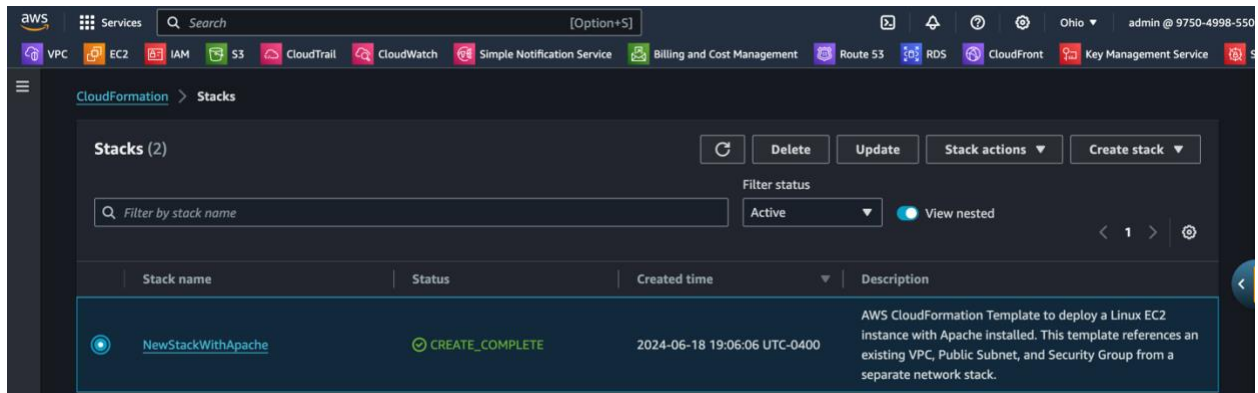 aws Services Search [Option+S] Ohio admin @ 9750-4998-550
VPC EC2 IAM S3 CloudTrail CloudWatch Simple Notification Service Billing and Cost Management Route 53 RDS CloudFront Key Management Service S
CloudFormation > Stacks
Stacks (2) Delete Update Stack actions Create stack
Filter status
Filter by stack name Active View nested
< 1 >
Stack name Status Created time Description
AWS CloudFormation Template to deploy a Linux EC2
instance with Apache installed. This template references an
NewStackWithApache CREATE_COMPLETE 2024-06-18 19:06:06 UTC-0400
existing VPC, Public Subnet, and Security Group from a
separate network stack.